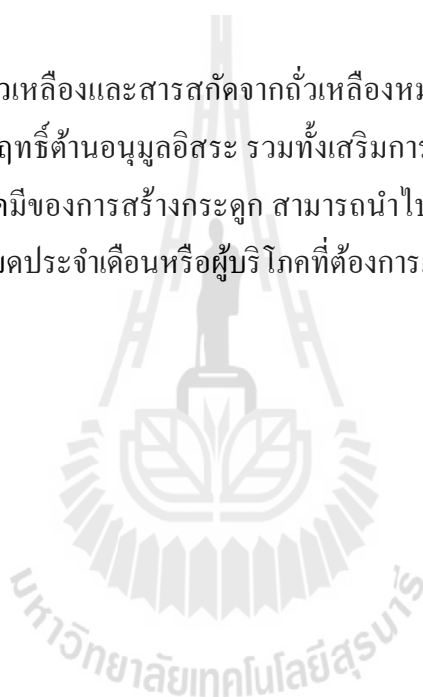 วเหลืองและสารสกัดจากถั่วเหลืองหม
ฤทธิ์ต้านอนุมูลอิสระ รวมทั้งเสริมการ
คมีของการสร้างกระดูก สามารถนำไป
มดประจำเดือนหรือผู้บริโภคที่ต้องการเ
มหาวิทยาลัยเทคโนโลยีสุรนารี